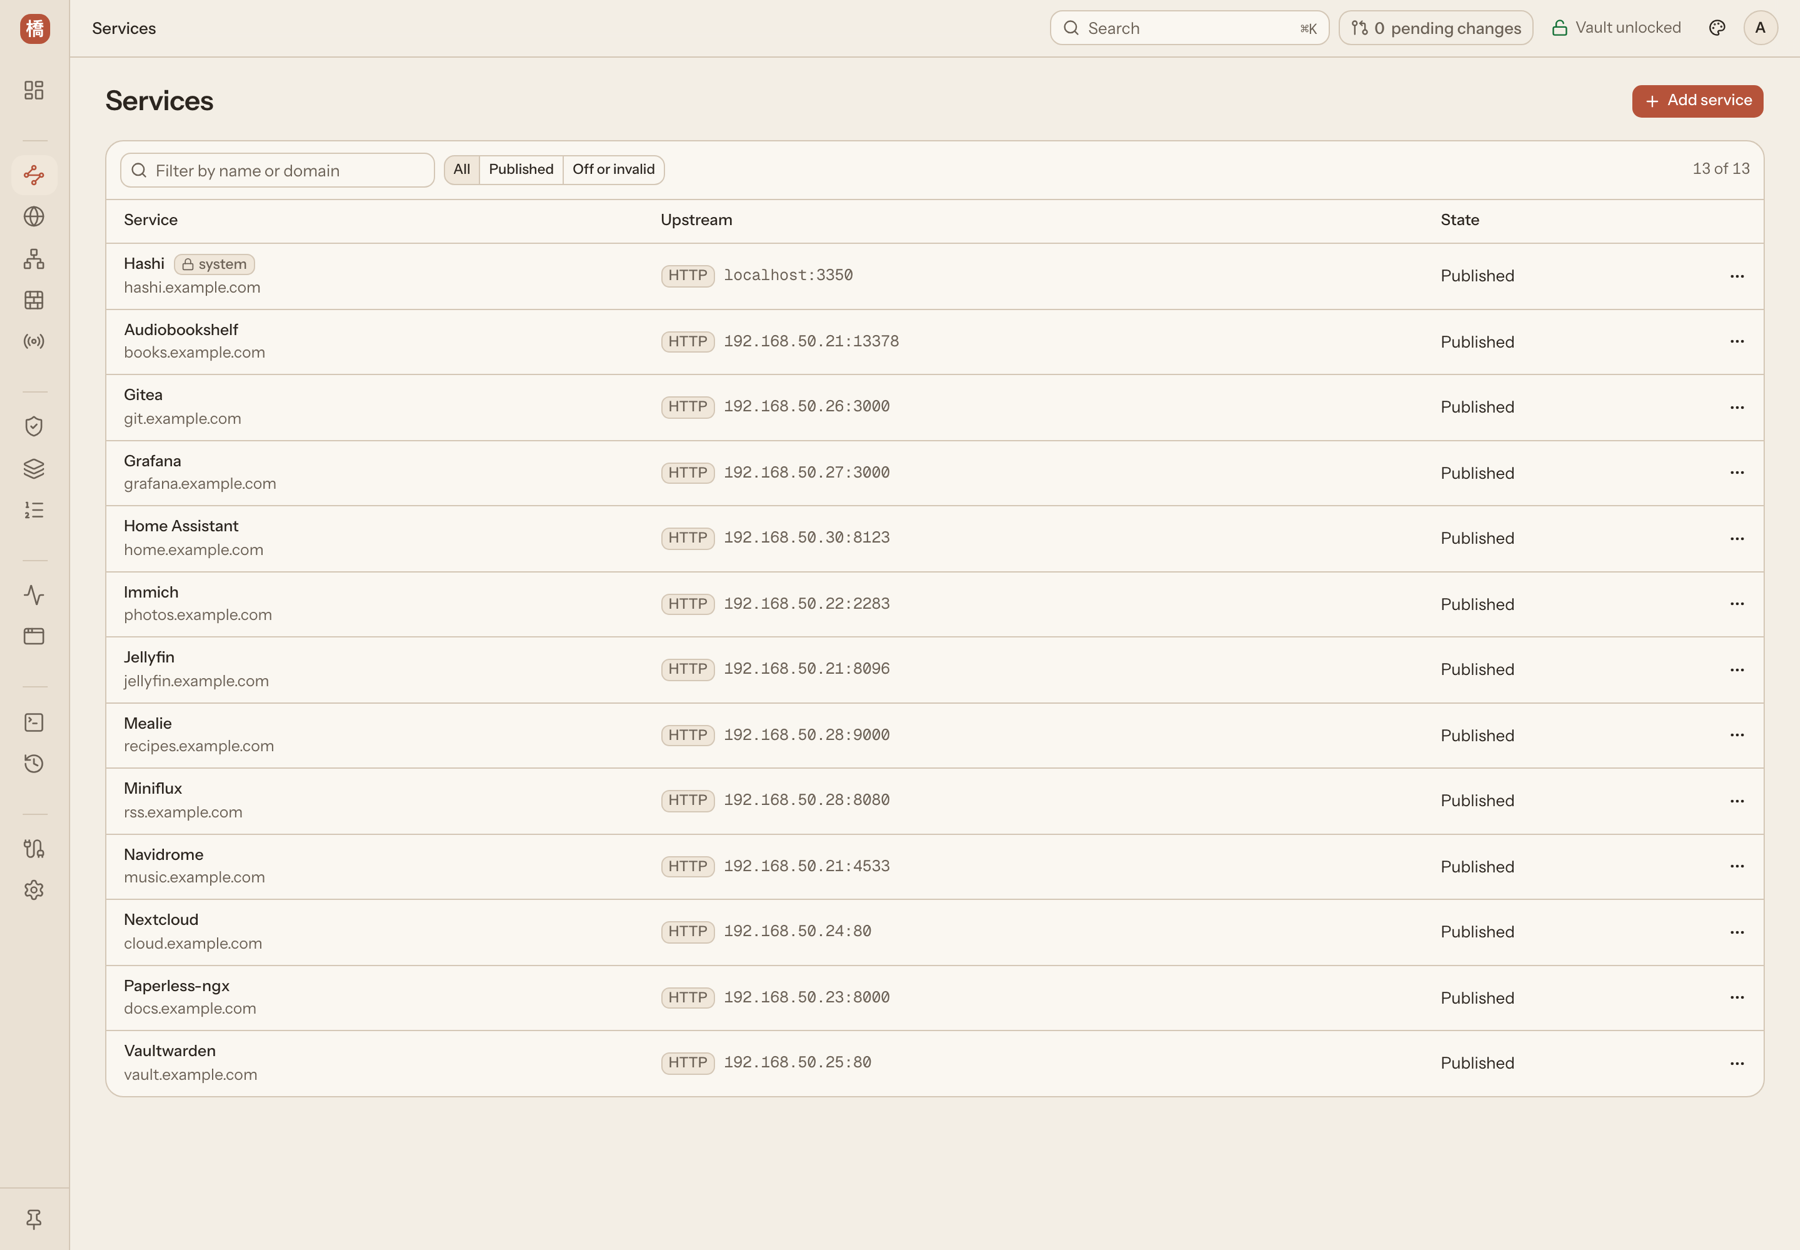 橋
Services
Search ⌘K
0 pending changes
Vault unlocked
A
Services
+ Add service
Filter by name or domain
All Published Off or invalid
13 of 13
Service Upstream State
Hashi system
hashi.example.com
HTTP localhost:3350 Published
Audiobookshelf
books.example.com
HTTP 192.168.50.21:13378 Published
Gitea
git.example.com
HTTP 192.168.50.26:3000 Published
Grafana
grafana.example.com
HTTP 192.168.50.27:3000 Published
Home Assistant
home.example.com
HTTP 192.168.50.30:8123 Published
Immich
photos.example.com
HTTP 192.168.50.22:2283 Published
Jellyfin
jellyfin.example.com
HTTP 192.168.50.21:8096 Published
Mealie
recipes.example.com
HTTP 192.168.50.28:9000 Published
Miniflux
rss.example.com
HTTP 192.168.50.28:8080 Published
Navidrome
music.example.com
HTTP 192.168.50.21:4533 Published
Nextcloud
cloud.example.com
HTTP 192.168.50.24:80 Published
Paperless-ngx
docs.example.com
HTTP 192.168.50.23:8000 Published
Vaultwarden
vault.example.com
HTTP 192.168.50.25:80 Published